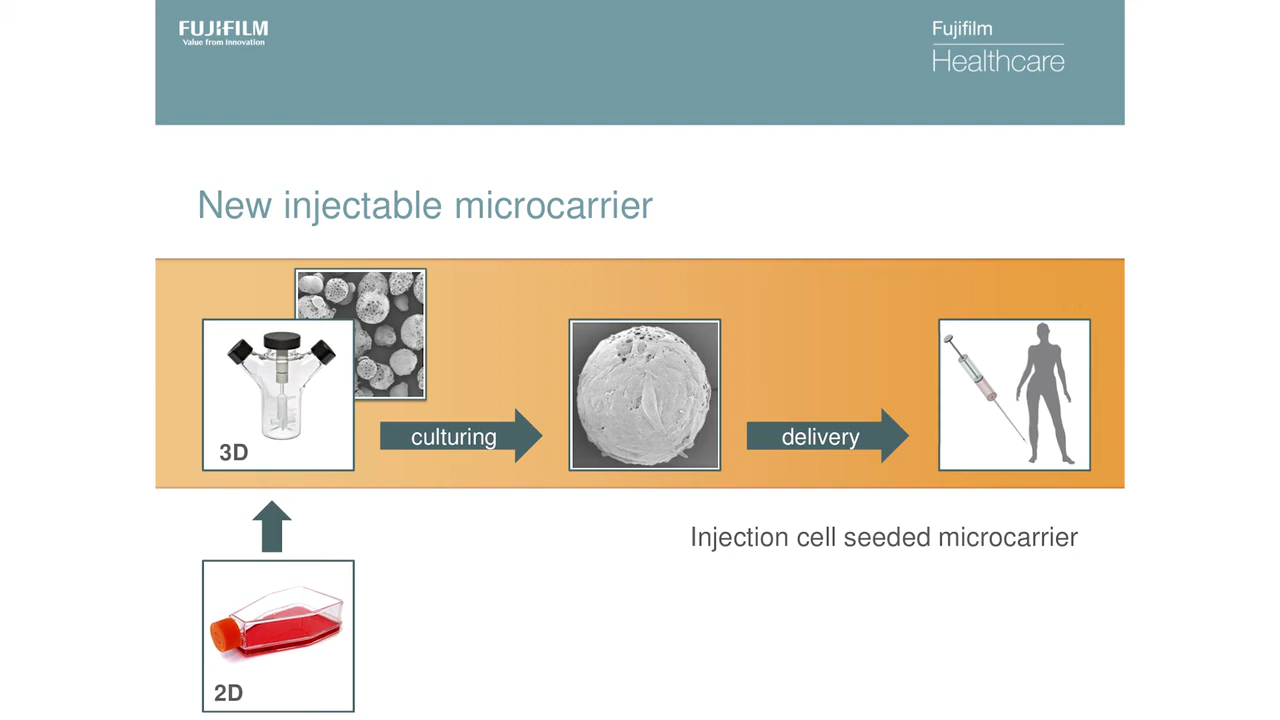 FUJIFILM
Value from Innovation
Fujifilm
Healthcare
New injectable microcarrier
3D
culturing
delivery
Injection cell seeded microcarrier
2D